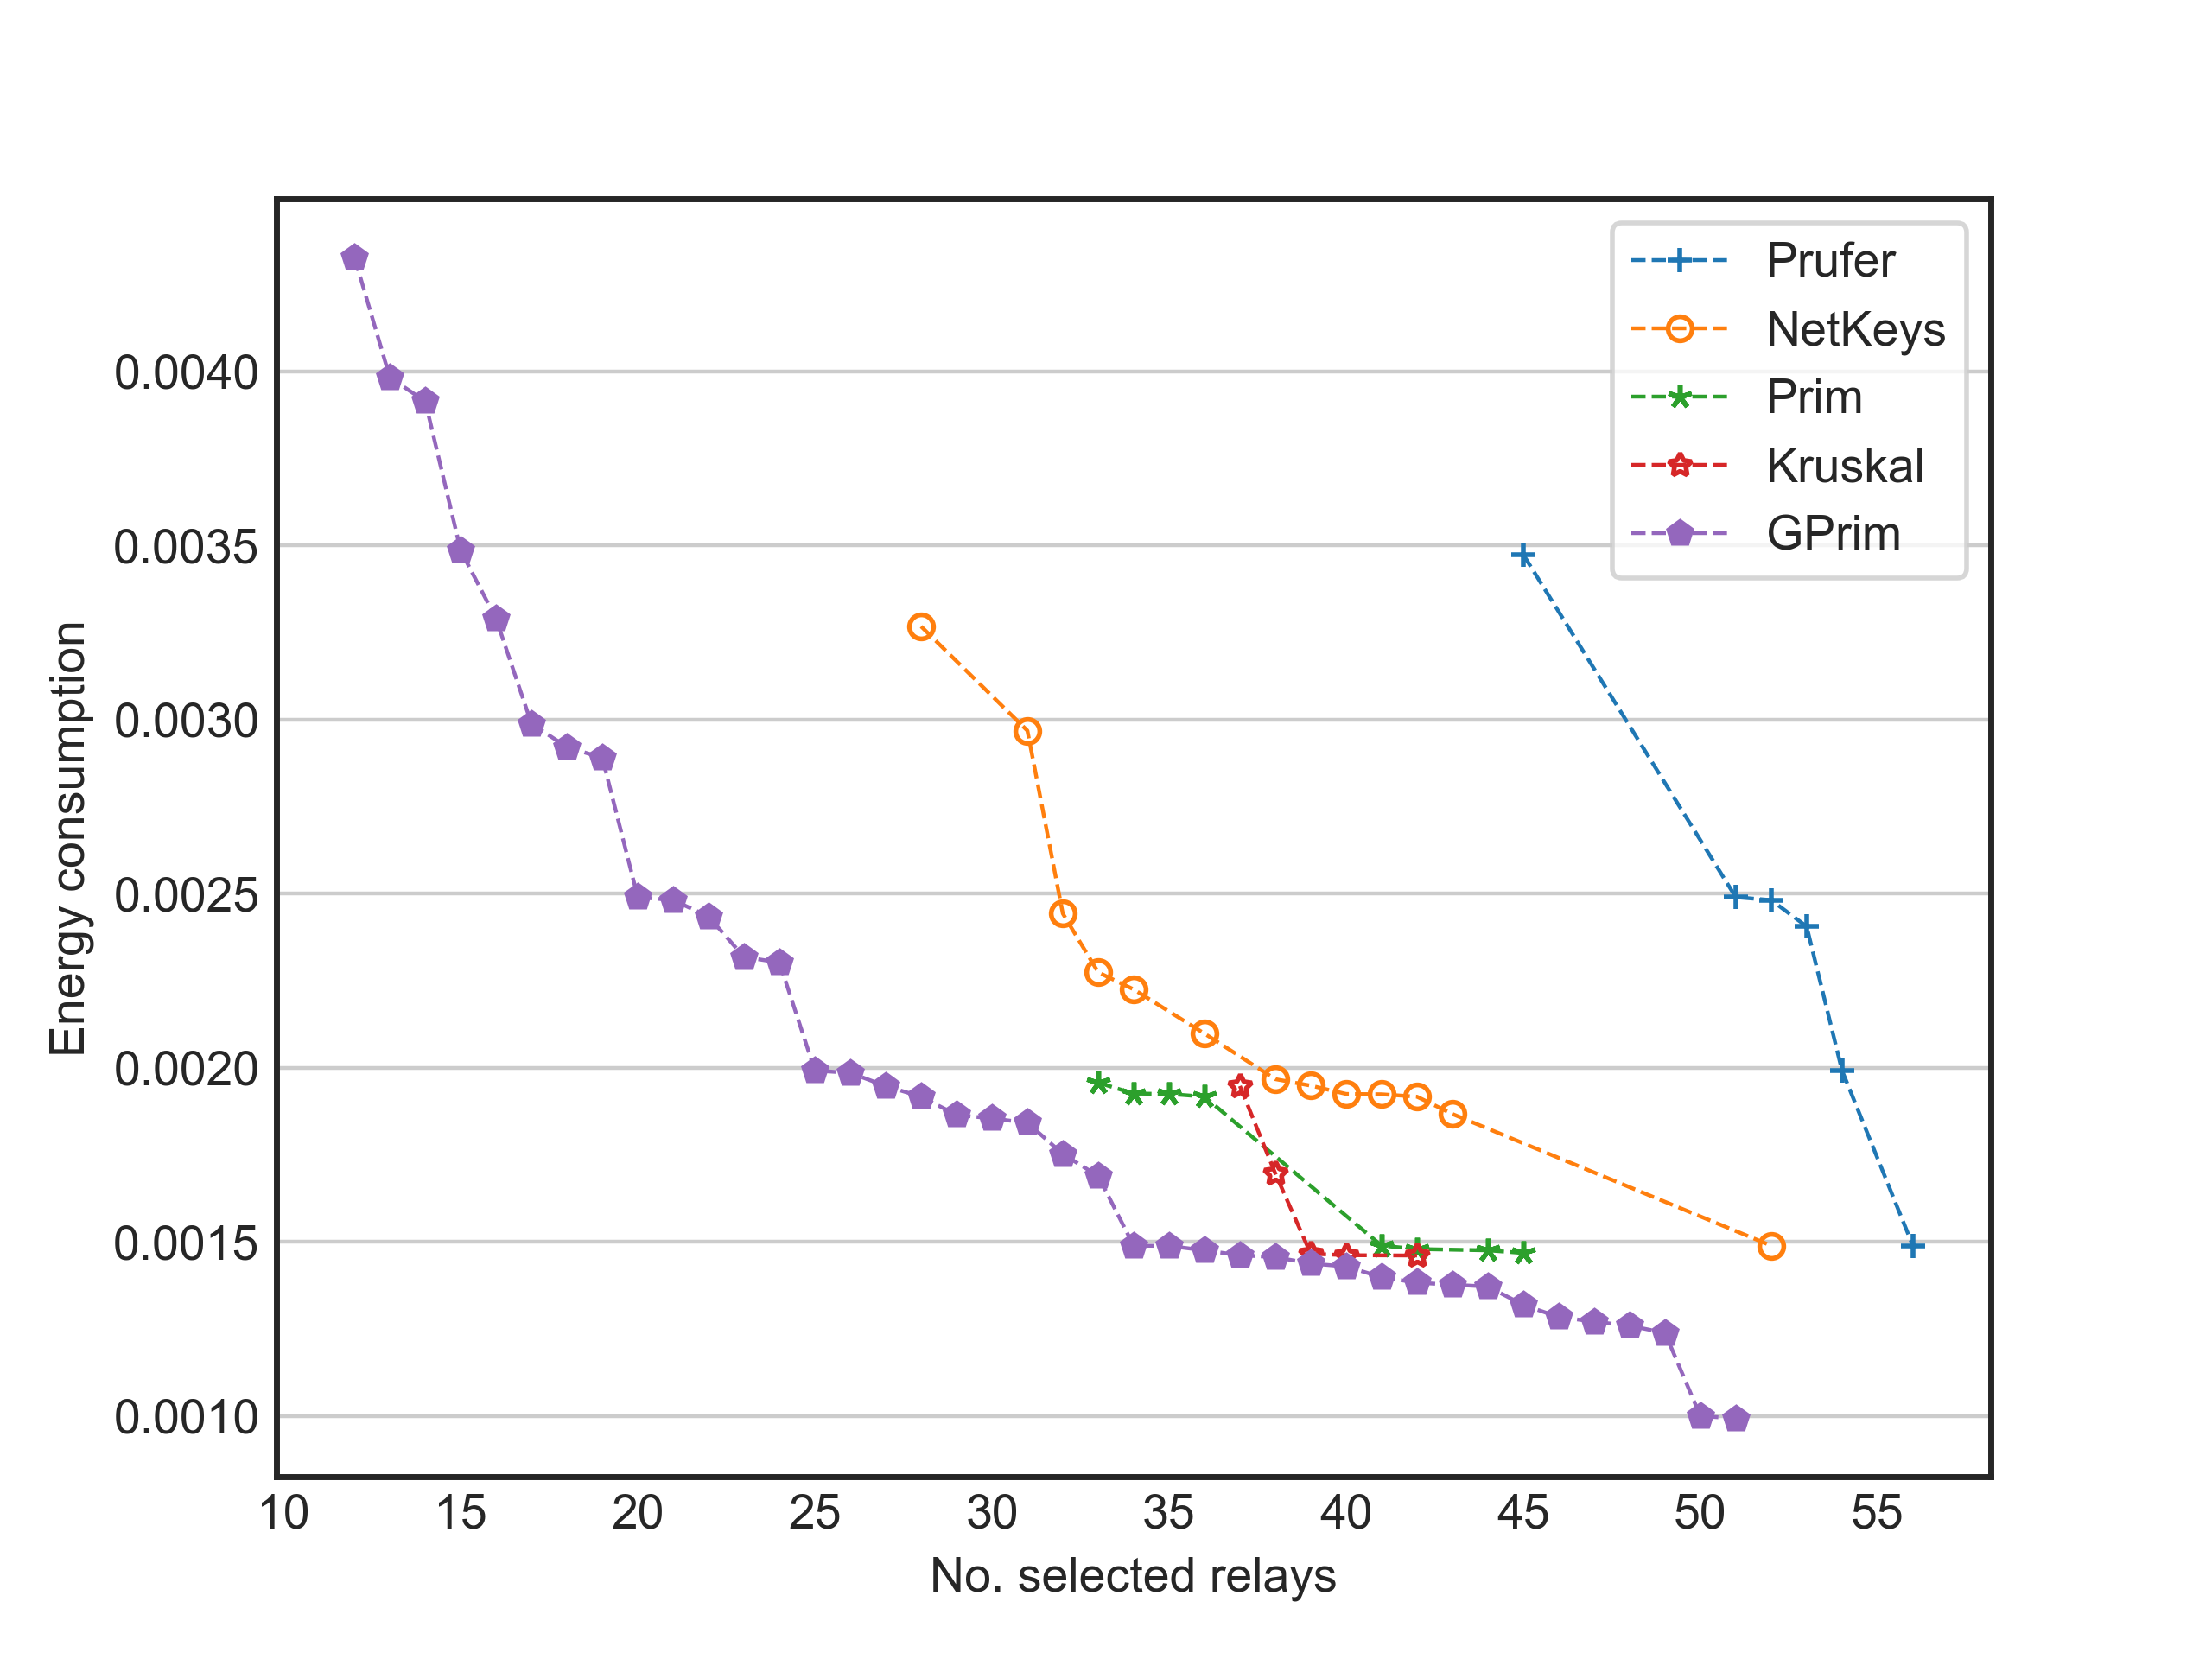 Prufer
NetKeys
Prim
Kruskal
GPrim
Energy consumption
0.0040
0.0035
0.0030
0.0025
0.0020
0.0015
0.0010
10 15 20 25 30 35 40 45 50 55
No. selected relays